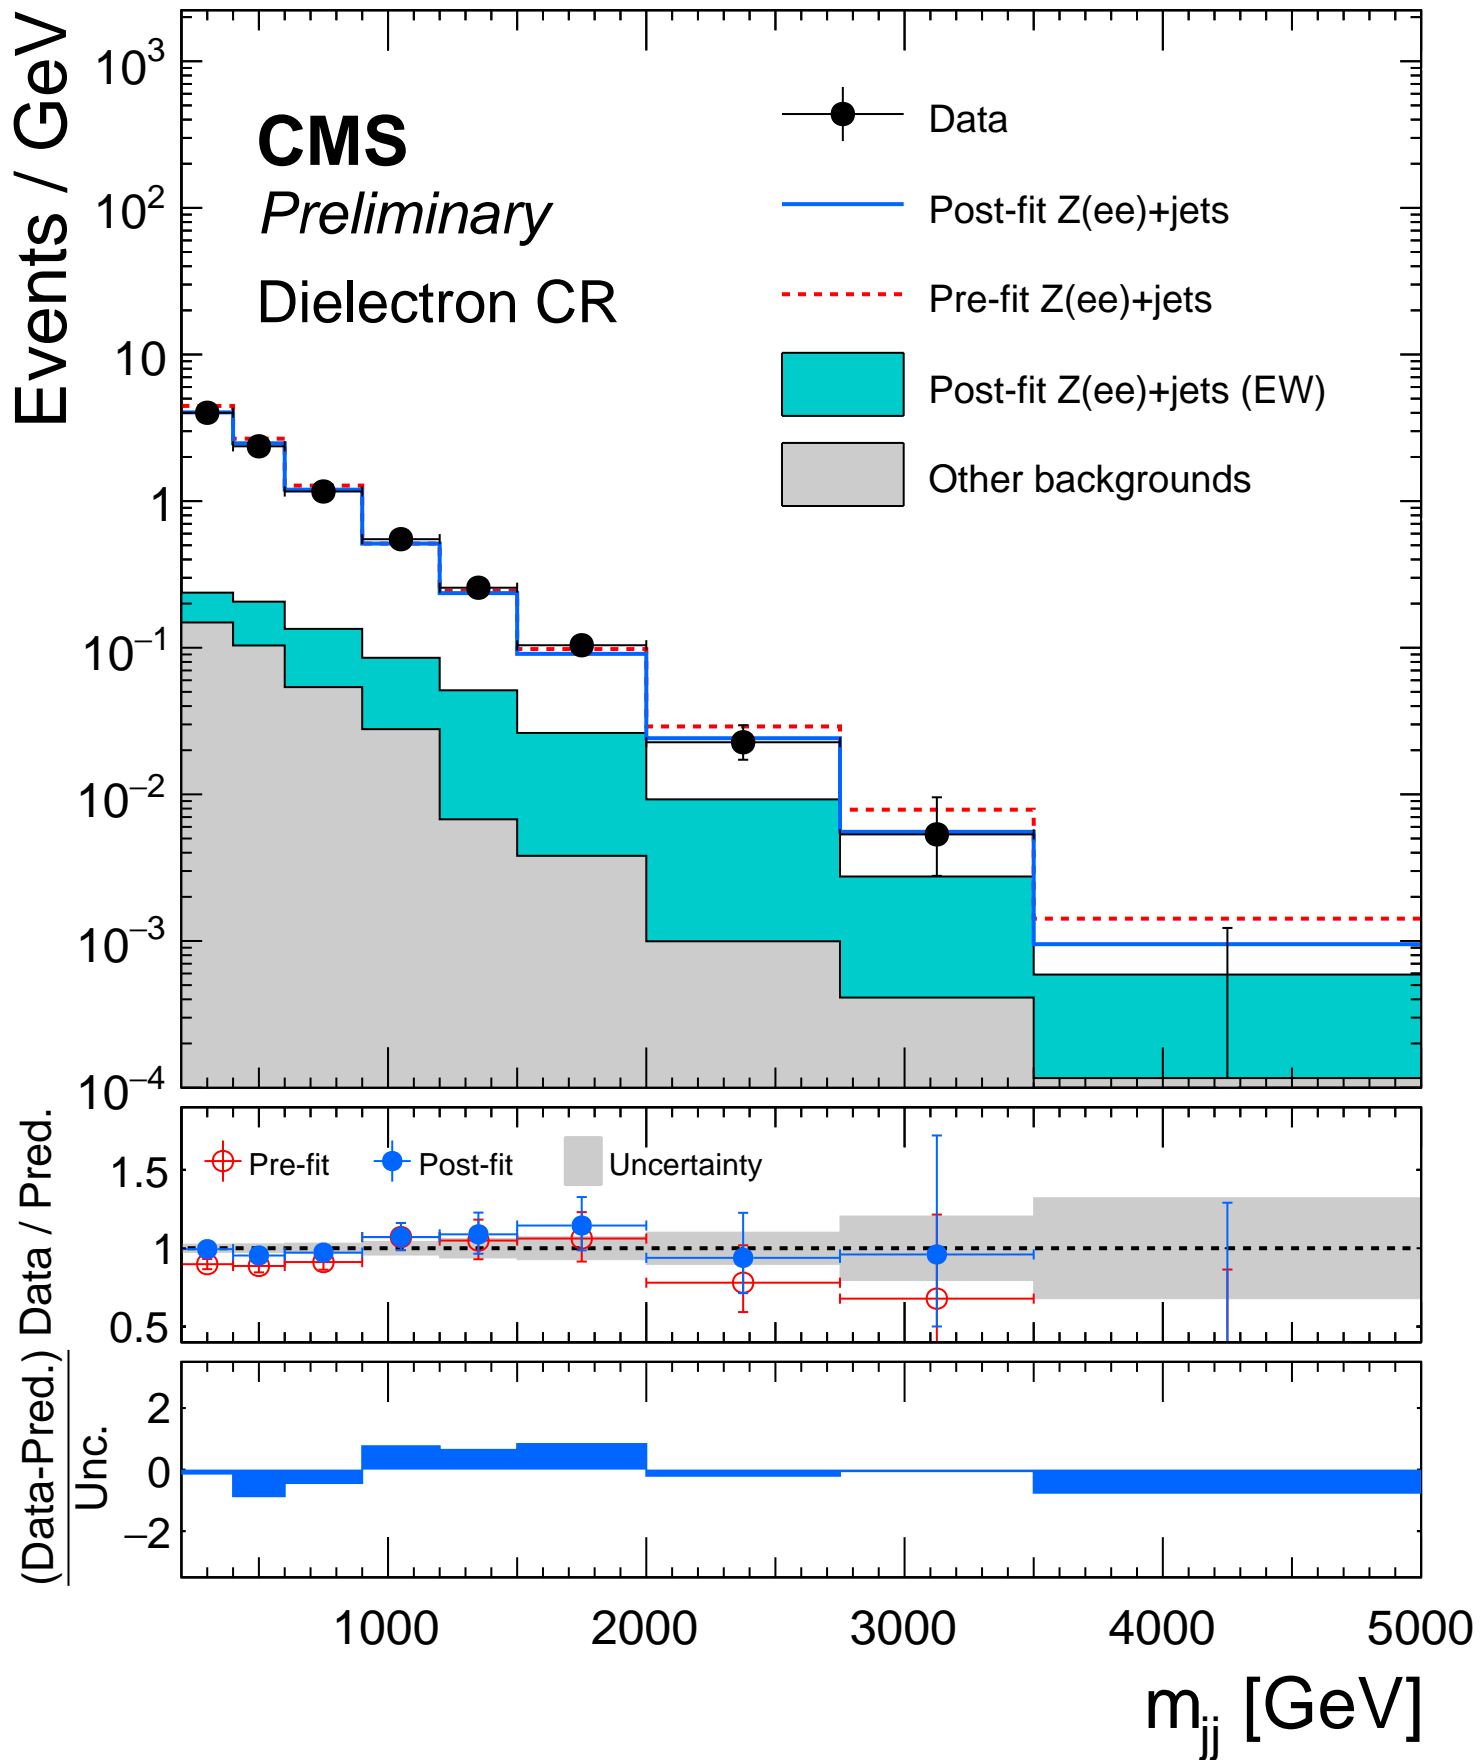 Events / GeV
10³
10²
10
1
10⁻¹
10⁻²
10⁻³
10⁻⁴
CMS
Preliminary
Dielectron CR
Data
Post-fit Z(ee)+jets
Pre-fit Z(ee)+jets
Post-fit Z(ee)+jets (EW)
Other backgrounds
Data / Pred.
1.5
1
0.5
Pre-fit
Post-fit
Uncertainty
(Data-Pred.)
Unc.
2
0
−2
1000 2000 3000 4000 5000
m_jj [GeV]